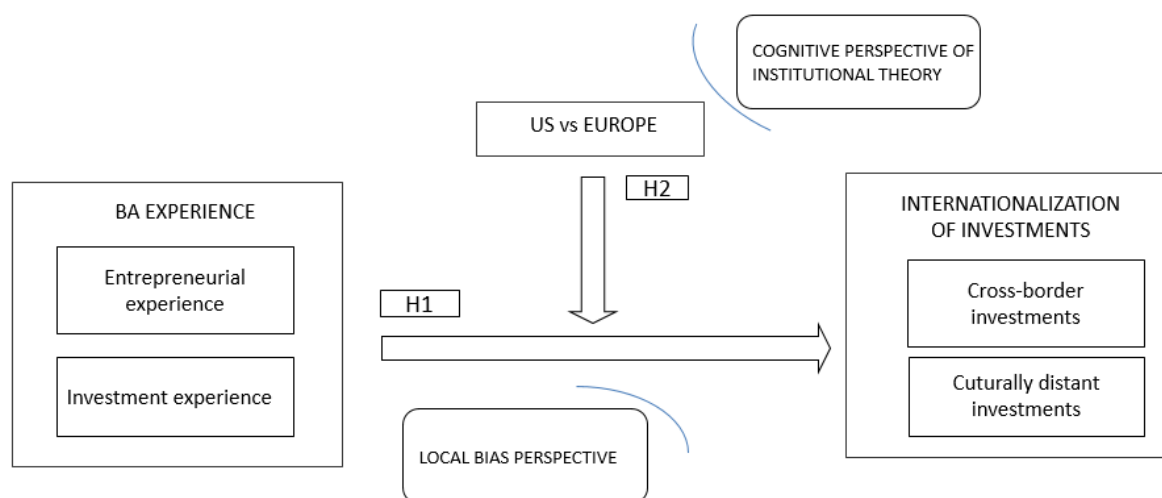 COGNITIVE PERSPECTIVE OF
INSTITUTIONAL THEORY
US vs EUROPE
H2
BA EXPERIENCE
Entrepreneurial
experience
Investment experience
H1
INTERNATIONALIZATION
OF INVESTMENTS
Cross-border
investments
Cuturally distant
investments
LOCAL BIAS PERSPECTIVE